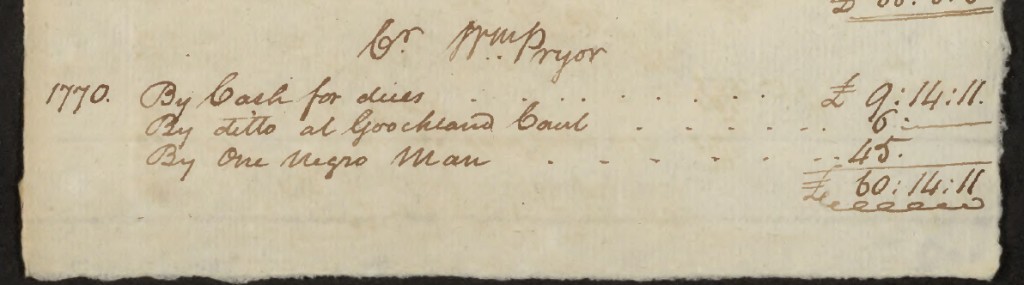 Cr. Wm. Pryor
1770. By Cash for dues . . . . . . . . . . £ 9:14:11.
By ditto at Goochland Court . . . . . . 6:
By One Negro Man . . . . . . . 45.
£ 60:14:11